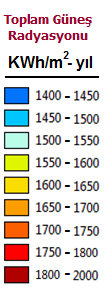 Toplam Güneş
Radyasyonu
KWh/m²- yıl
1400 - 1450
1450 - 1500
1500 - 1550
1550 - 1600
1600 - 1650
1650 - 1700
1700 - 1750
1750 - 1800
1800 - 2000